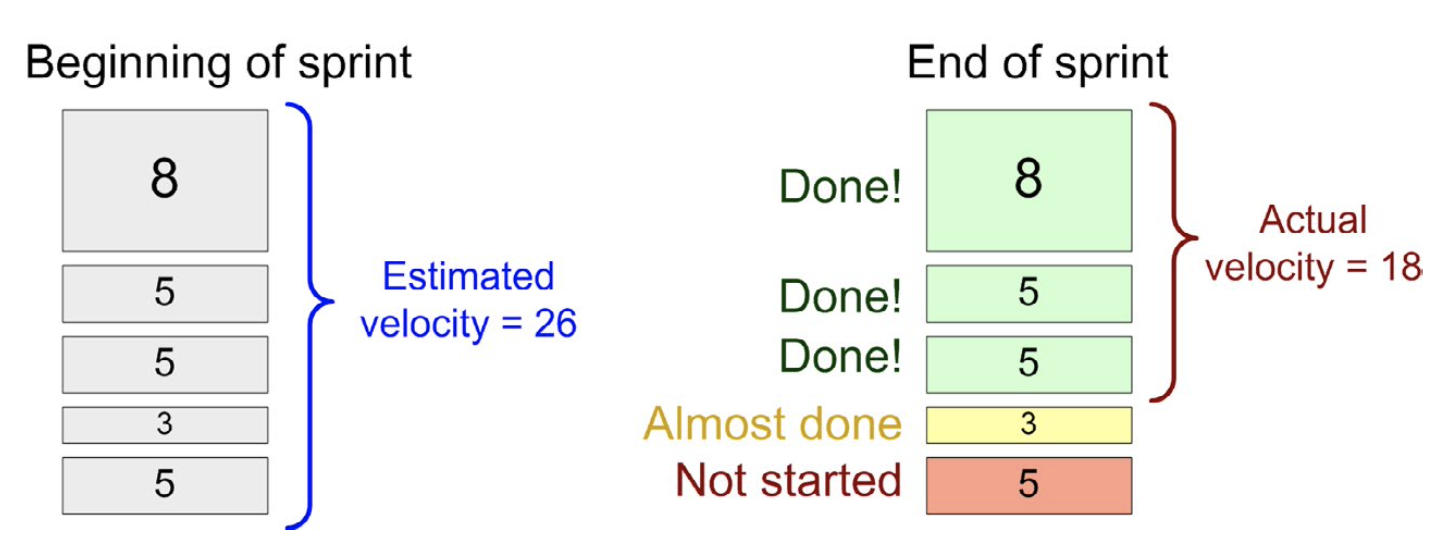 Beginning of sprint
8
5
5
3
5
Estimated
velocity = 26
End of sprint
Done!
8
Done!
5
Done!
5
Almost done
3
Not started
5
Actual
velocity = 18